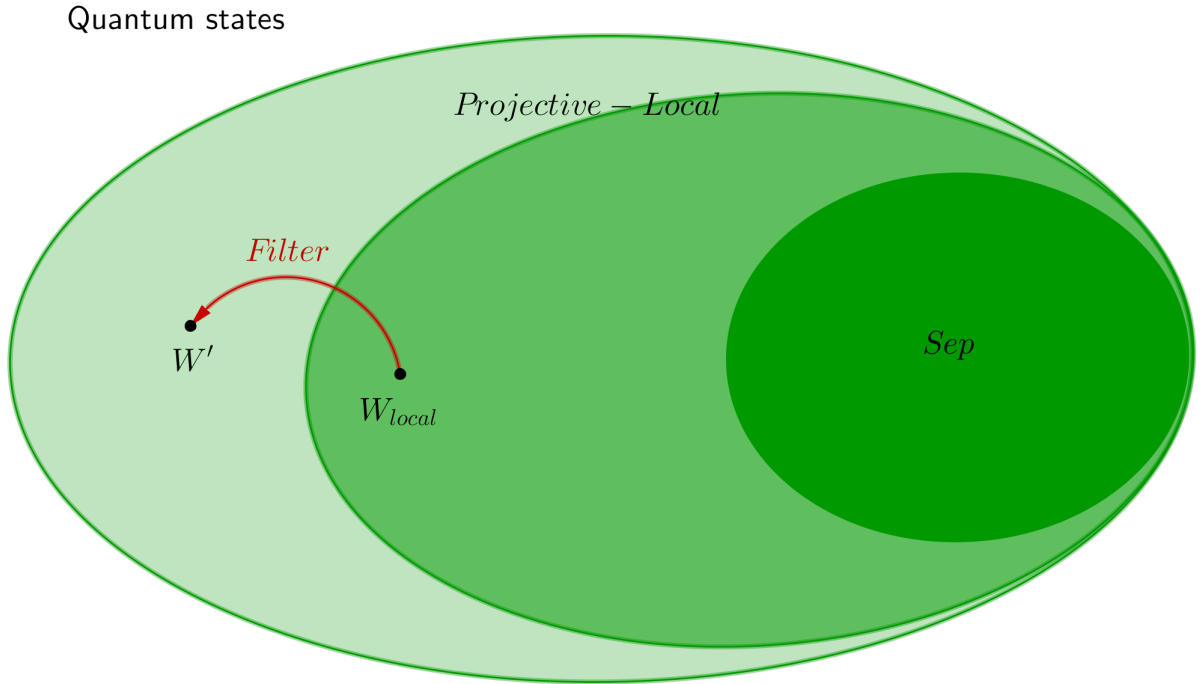 Quantum states
Projective − Local
Filter
W′
W_local
Sep